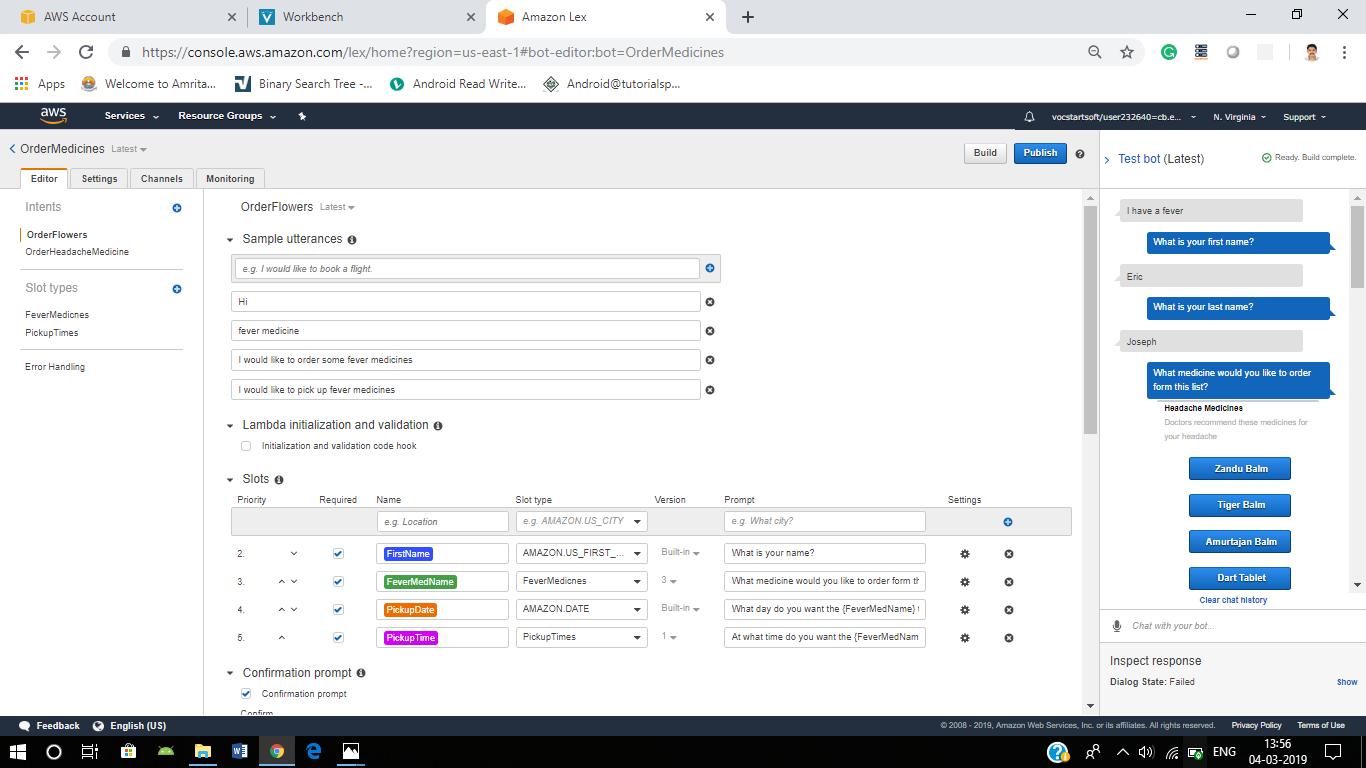 AWS Account
Workbench
Amazon Lex
https://console.aws.amazon.com/lex/home?region=us-east-1#bot-editor:bot=OrderMedicines
Apps
Welcome to Amrita...
Binary Search Tree -...
Android Read Write...
Android@tutorialsp...
aws
Services
Resource Groups
vocstartsoft/user232640=cb.e...
N. Virginia
Support
OrderMedicines Latest
Build
Publish
Editor
Settings
Channels
Monitoring
Intents
OrderFlowers
OrderHeadacheMedicine
Slot types
FeverMedicnes
PickupTimes
Error Handling
OrderFlowers Latest
Sample utterances
e.g. I would like to book a flight.
Hi
fever medicine
I would like to order some fever medicines
I would like to pick up fever medicines
Lambda initialization and validation
Initialization and validation code hook
Slots
Priority Required Name Slot type Version Prompt Settings
e.g. Location e.g. AMAZON.US_CITY e.g. What city?
2. FirstName AMAZON.US_FIRST_... Built-in What is your name?
3. FeverMedName FeverMedicnes 3 What medicine would you like to order form th
4. PickupDate AMAZON.DATE Built-in What day do you want the {FeverMedName} t
5. PickupTime PickupTimes 1 At what time do you want the {FeverMedNam
Confirmation prompt
Confirmation prompt
Confirm
Test bot (Latest)
Ready. Build complete.
I have a fever
What is your first name?
Eric
What is your last name?
Joseph
What medicine would you like to order
form this list?
Headache Medicines
Doctors recommend these medicines for
your headache
Zandu Balm
Tiger Balm
Amurtajan Balm
Dart Tablet
Clear chat history
Chat with your bot...
Inspect response
Dialog State: Failed
Show
Feedback
English (US)
© 2008 - 2019, Amazon Web Services, Inc. or its affiliates. All rights reserved.
Privacy Policy
Terms of Use
ENG
13:56
04-03-2019